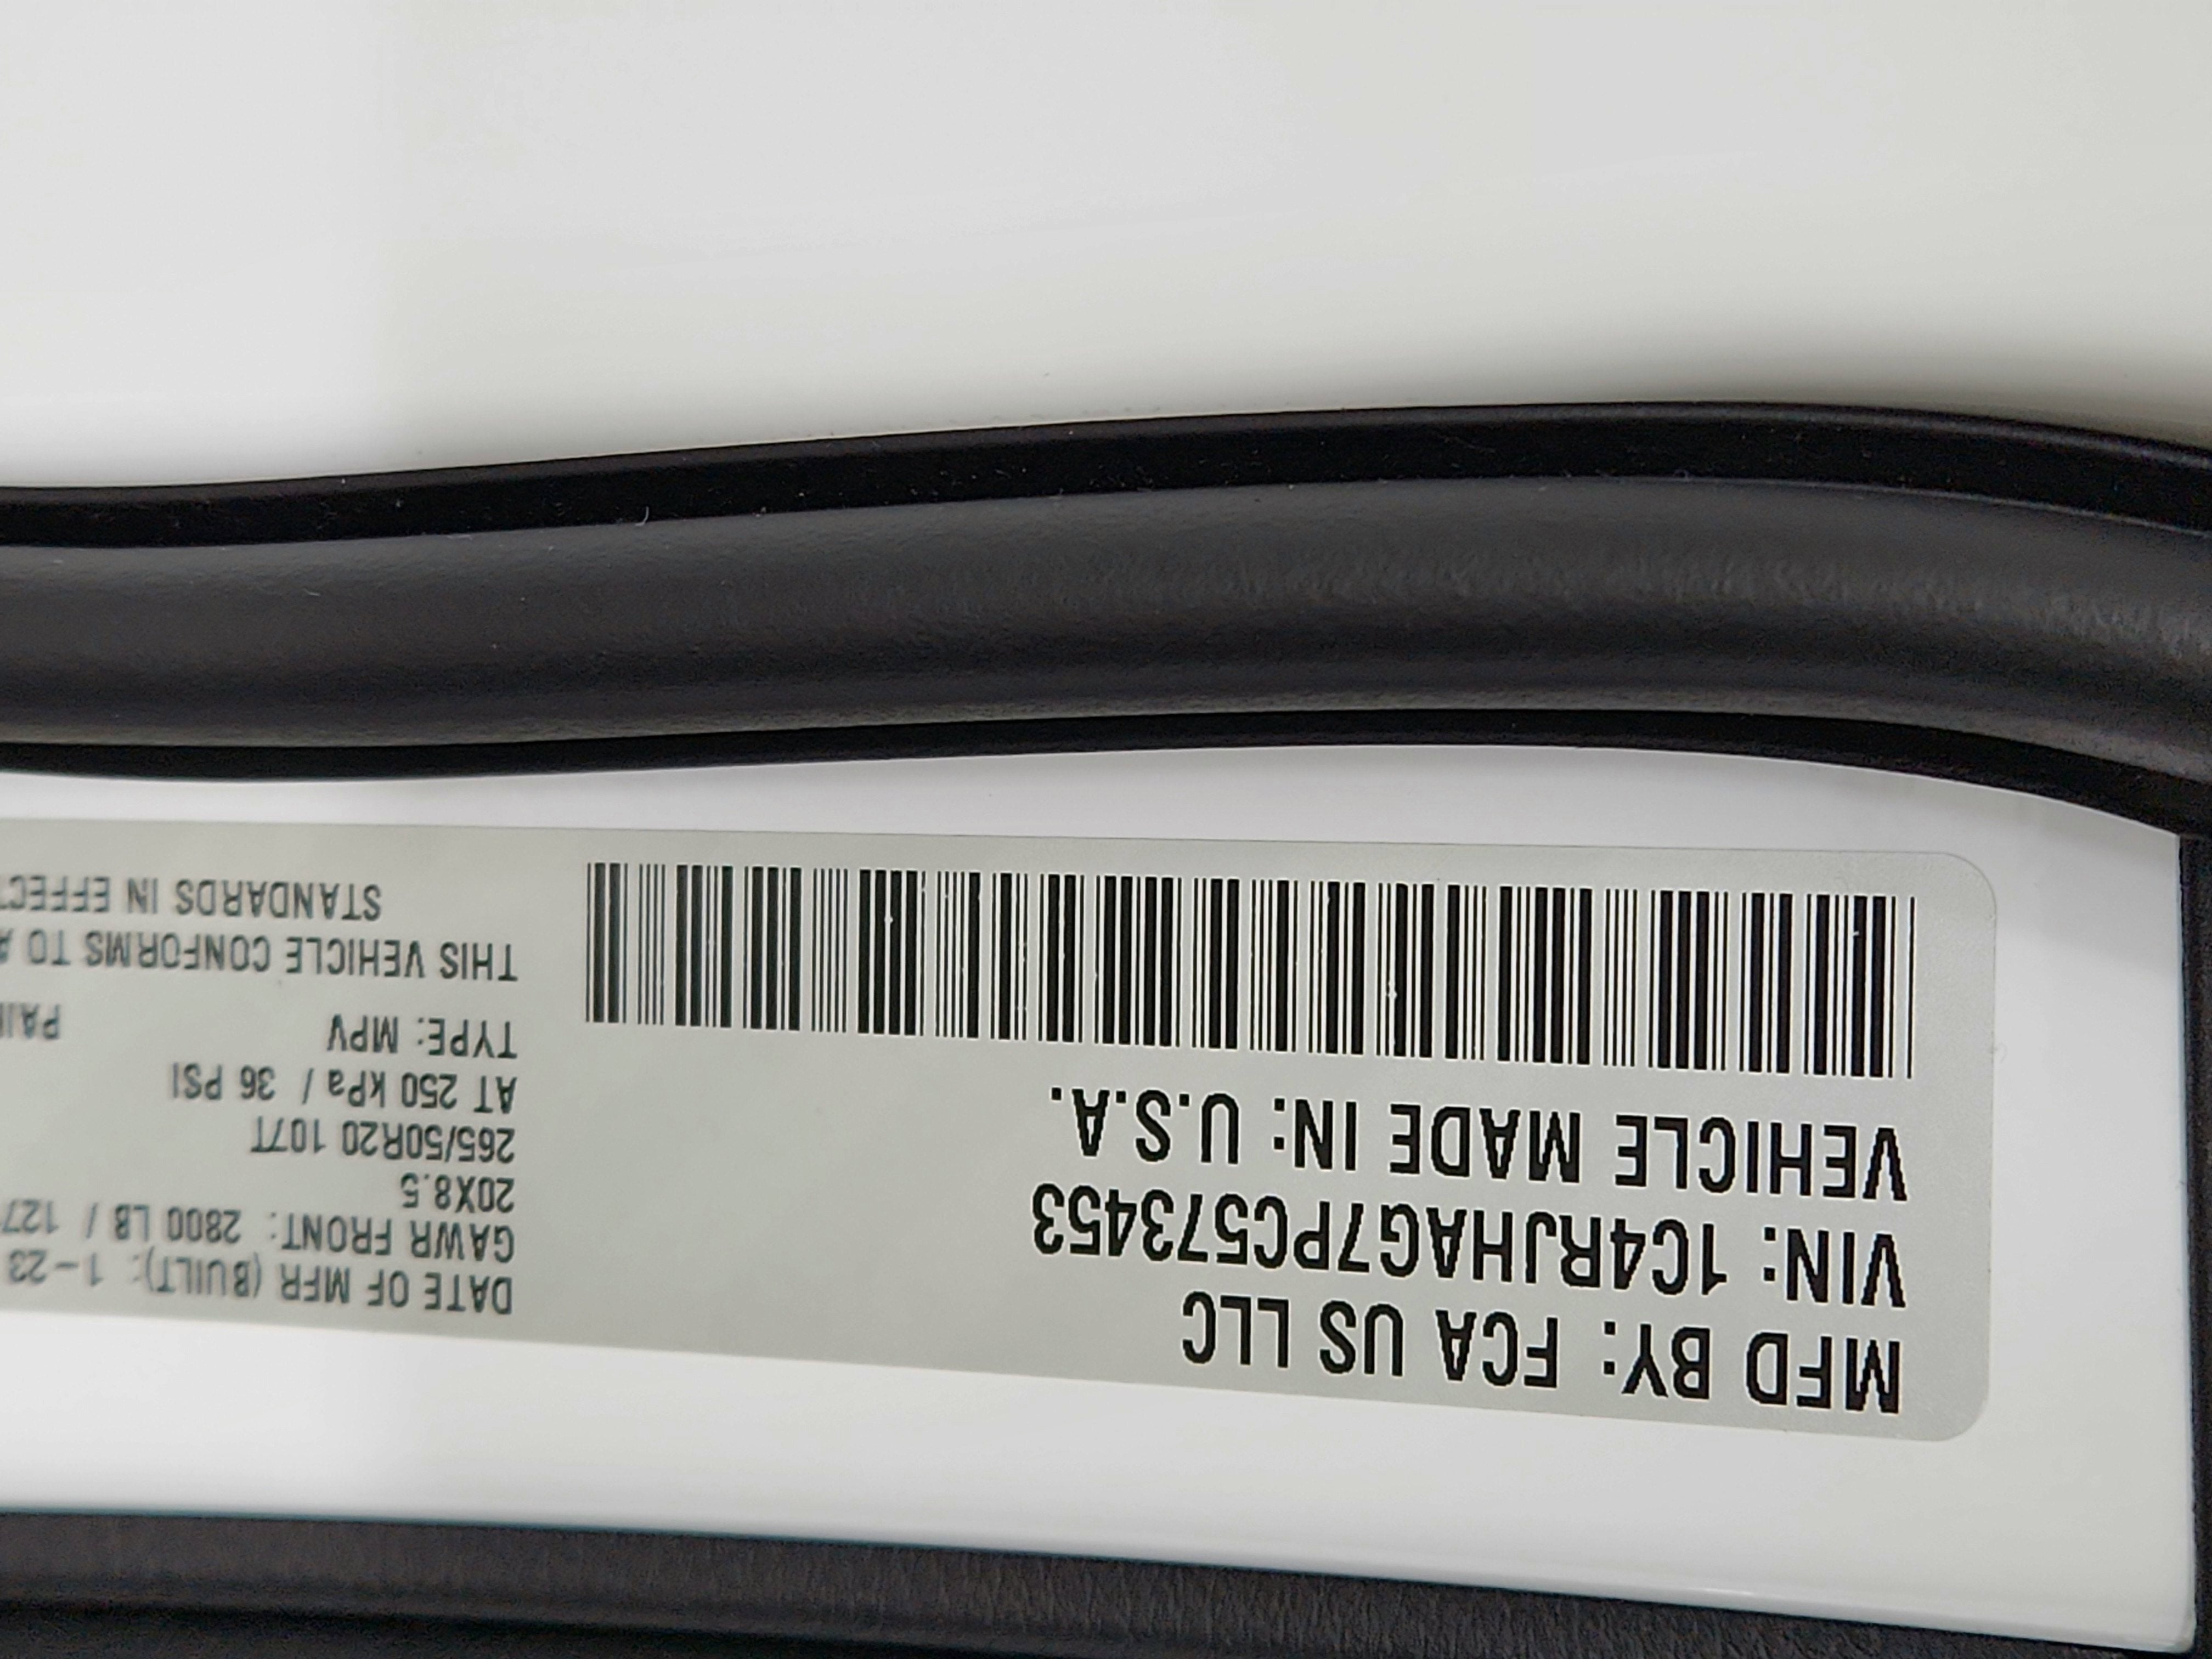 MFD BY: FCA US LLC
VIN: 1C4RJHAG7PC573453
VEHICLE MADE IN: U.S.A.
DATE OF MFR (BUILT): 1-23
GAWR FRONT: 2800 LB /
20X8.5
265/50R20 107T
AT 250 kPa / 36 PSI
TYPE: MPV
THIS VEHICLE CONFORMS TO
STANDARDS IN